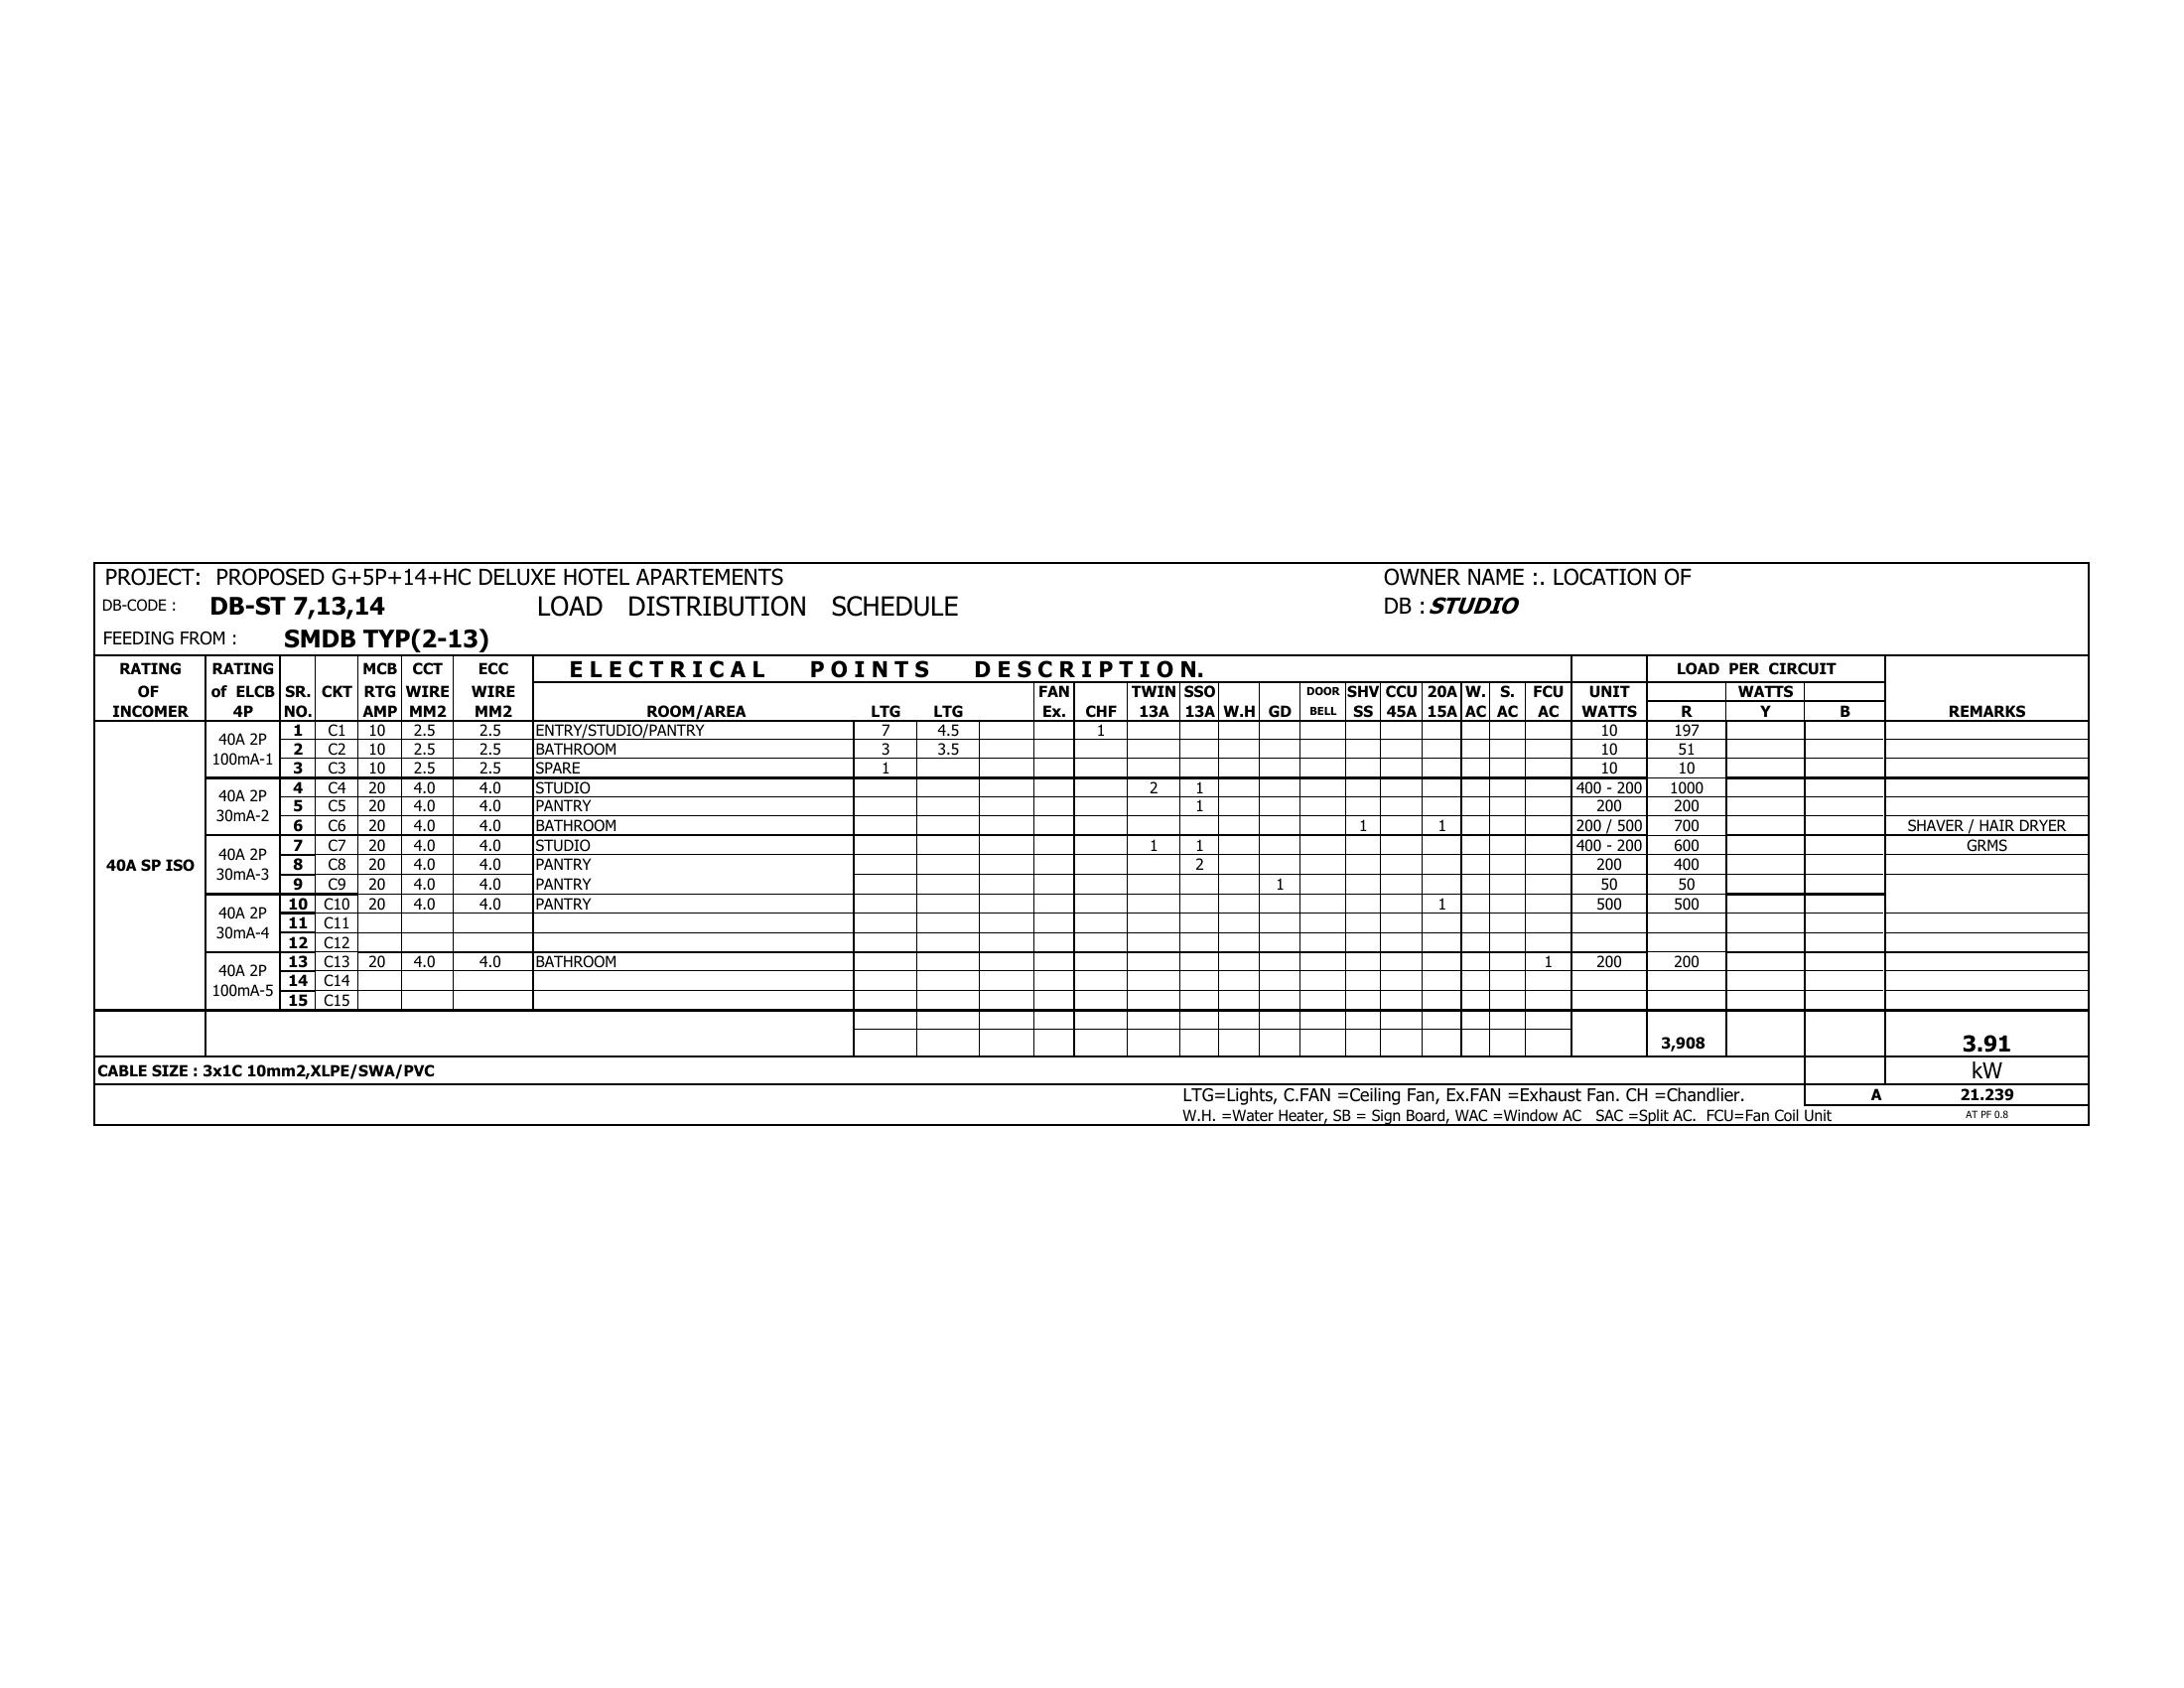 PROJECT: PROPOSED G+5P+14+HC DELUXE HOTEL APARTEMENTS OWNER NAME :. LOCATION OF
DB-CODE : DB-ST 7,13,14 LOAD DISTRIBUTION SCHEDULE DB : STUDIO
FEEDING FROM : SMDB TYP(2-13)
RATING RATING MCB CCT ECC ELECTRICAL POINTS DESCRIPTION. LOAD PER CIRCUIT
OF of ELCB SR. CKT RTG WIRE WIRE FAN TWIN SSO DOOR SHV CCU 20A W. S. FCU UNIT WATTS
INCOMER 4P NO. AMP MM2 MM2 ROOM/AREA LTG LTG Ex. CHF 13A 13A W.H GD BELL SS 45A 15A AC AC AC WATTS R Y B REMARKS
1 C1 10 2.5 2.5 ENTRY/STUDIO/PANTRY 7 4.5 1 10 197
40A 2P
2 C2 10 2.5 2.5 BATHROOM 3 3.5 10 51
100mA-1
3 C3 10 2.5 2.5 SPARE 1 10 10
4 C4 20 4.0 4.0 STUDIO 2 1 400 - 200 1000
40A 2P
5 C5 20 4.0 4.0 PANTRY 1 200 200
30mA-2
6 C6 20 4.0 4.0 BATHROOM 1 1 200 / 500 700 SHAVER / HAIR DRYER
7 C7 20 4.0 4.0 STUDIO 1 1 400 - 200 600 GRMS
40A 2P
40A SP ISO 8 C8 20 4.0 4.0 PANTRY 2 200 400
30mA-3
9 C9 20 4.0 4.0 PANTRY 1 50 50
10 C10 20 4.0 4.0 PANTRY 1 500 500
40A 2P
11 C11
30mA-4
12 C12
13 C13 20 4.0 4.0 BATHROOM 1 200 200
40A 2P
14 C14
100mA-5
15 C15
3,908 3.91
CABLE SIZE : 3x1C 10mm2,XLPE/SWA/PVC kW
LTG=Lights, C.FAN =Ceiling Fan, Ex.FAN =Exhaust Fan. CH =Chandlier. A 21.239
W.H. =Water Heater, SB = Sign Board, WAC =Window AC SAC =Split AC. FCU=Fan Coil Unit AT PF 0.8